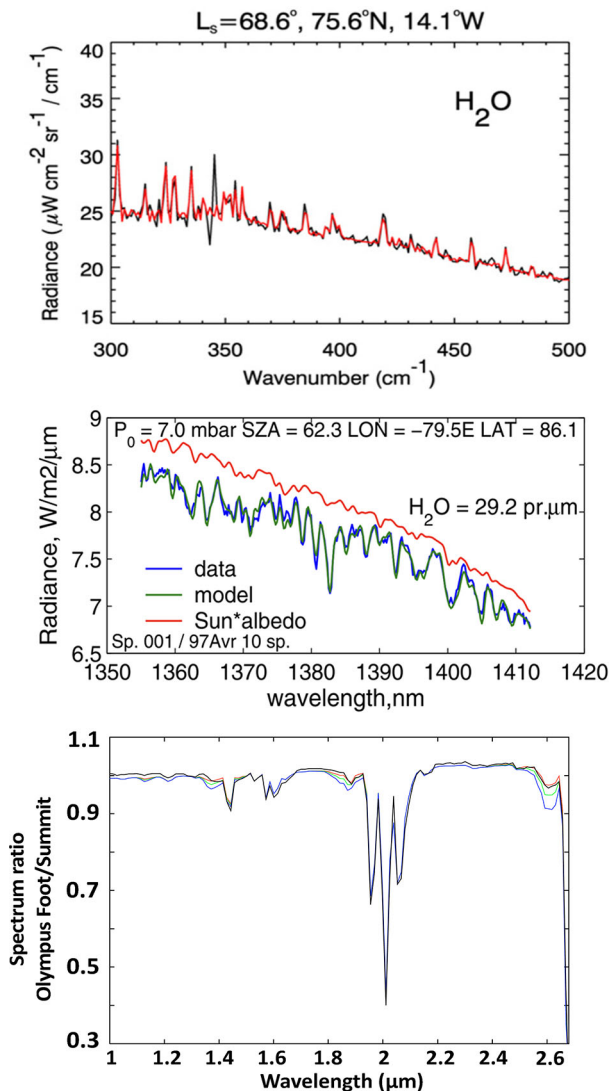 Ls=68.6°, 75.6°N, 14.1°W
H2O
Radiance (μW cm-2 sr-1 / cm-1)
40
35
30
25
20
15
300 350 400 450 500
Wavenumber (cm-1)
P0 = 7.0 mbar SZA = 62.3 LON = −79.5E LAT = 86.1
H2O = 29.2 pr.μm
Radiance, W/m2/μm
9
8.5
8
7.5
7
6.5
data
model
Sun*albedo
Sp. 001 / 97Avr 10 sp.
1350 1360 1370 1380 1390 1400 1410 1420
wavelength,nm
Spectrum ratio
Olympus Foot/Summit
1.1
0.9
0.7
0.5
0.3
1 1.2 1.4 1.6 1.8 2 2.2 2.4 2.6
Wavelength (μm)